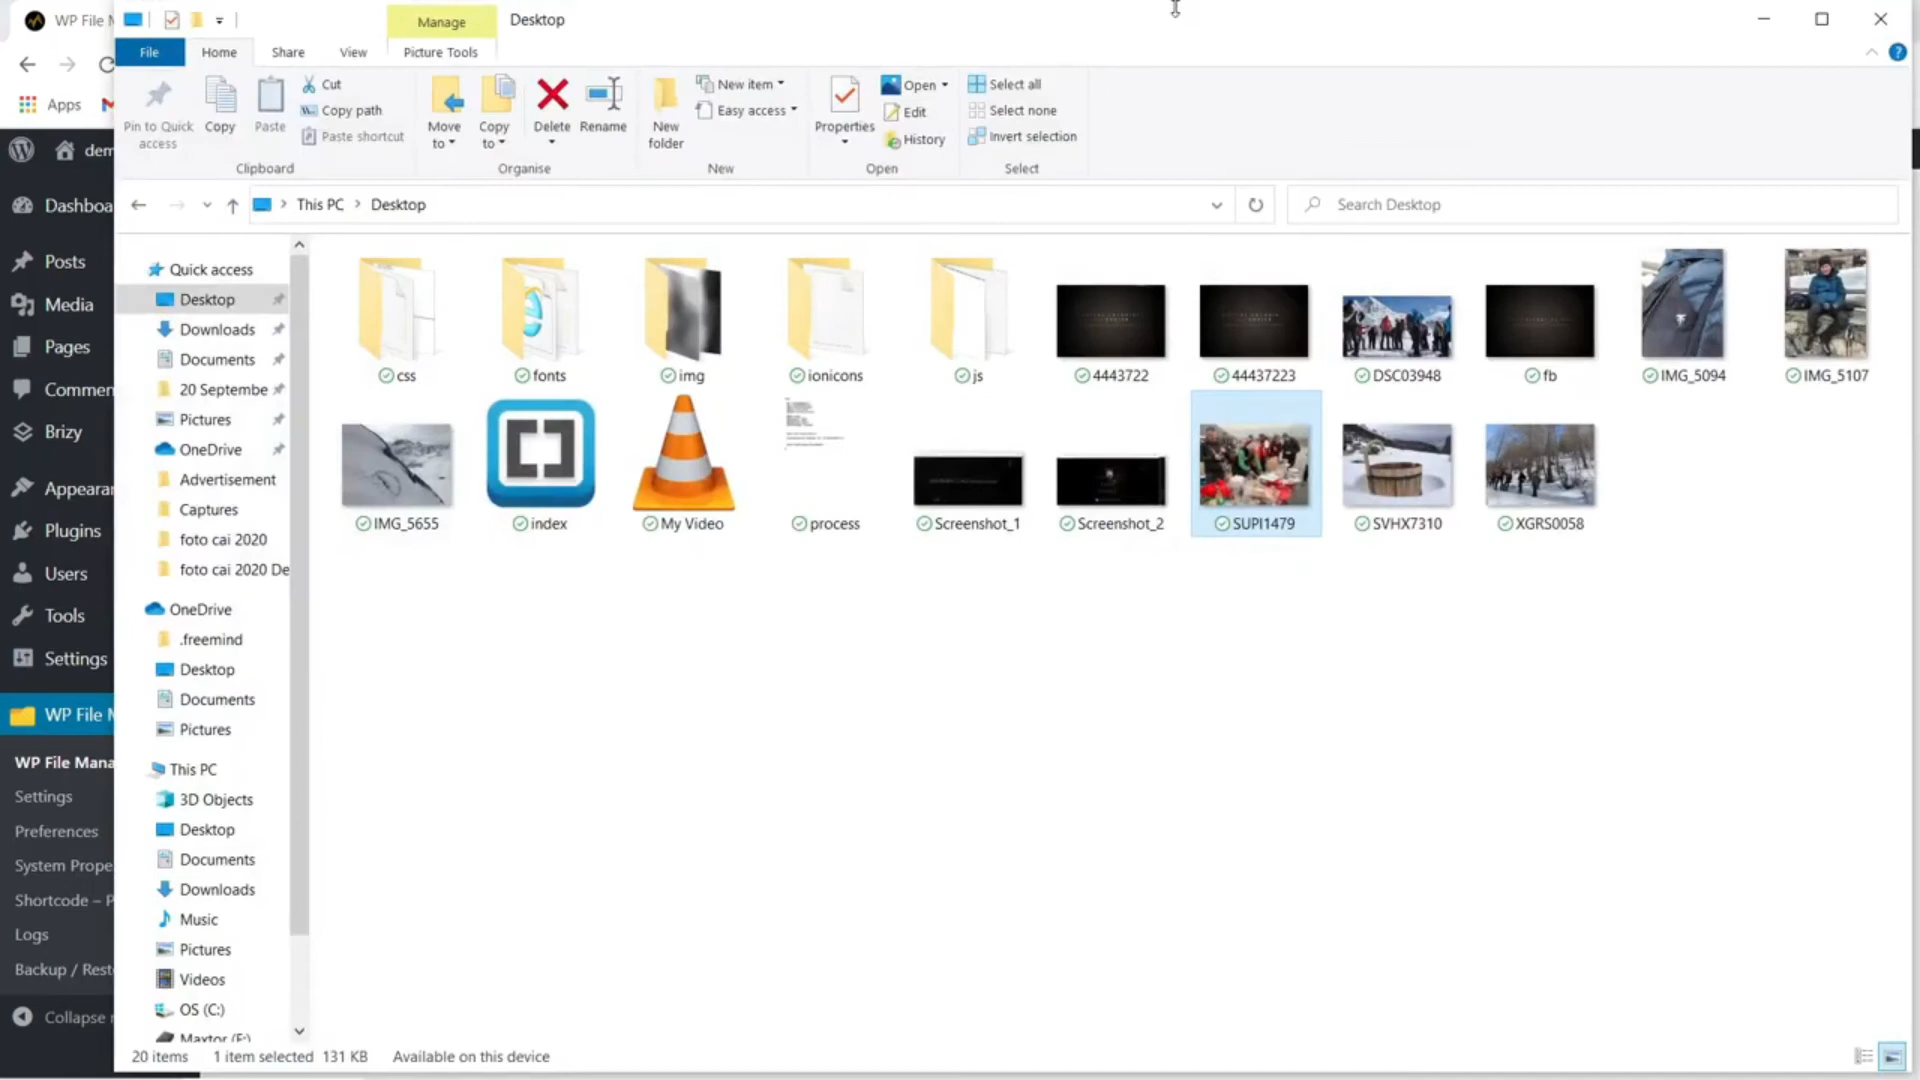 WP File M
Manage
Desktop
File
Home
Share
View
Picture Tools
Apps
Pin to Quick access
Copy
Paste
Cut
Copy path
Paste shortcut
Clipboard
Move to
Copy to
Delete
Rename
Organise
New folder
New item
Easy access
New
Properties
Open
Edit
History
Open
Select all
Select none
Invert selection
Select
This PC
Desktop
Search Desktop
dem
Dashboa
Posts
Media
Pages
Commen
Brizy
Appearan
Plugins
Users
Tools
Settings
WP File M
WP File Mana
Settings
Preferences
System Prope
Shortcode – P
Logs
Backup / Rest
Collapse
Quick access
Desktop
Downloads
Documents
20 Septembe
Pictures
OneDrive
Advertisement
Captures
foto cai 2020
foto cai 2020 De
OneDrive
.freemind
Desktop
Documents
Pictures
This PC
3D Objects
Desktop
Documents
Downloads
Music
Pictures
Videos
OS (C:)
Maxtor (F:)
css
fonts
img
ionicons
js
4443722
44437223
DSC03948
fb
IMG_5094
IMG_5107
IMG_5655
index
My Video
process
Screenshot_1
Screenshot_2
SUPI1479
SVHX7310
XGRS0058
20 items
1 item selected 131 KB
Available on this device